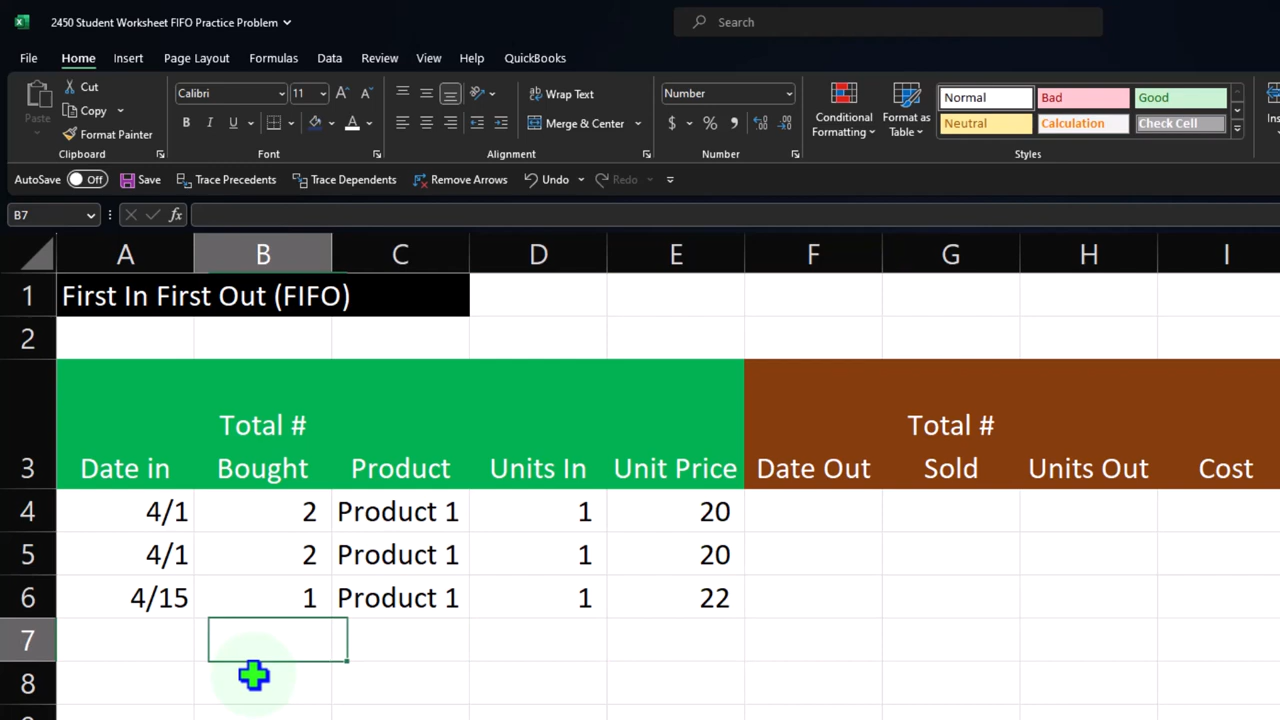 2450 Student Worksheet FIFO Practice Problem
Search
File Home Insert Page Layout Formulas Data Review View Help QuickBooks
Paste
Cut
Copy
Format Painter
Clipboard
Calibri 11
B I U A
Font
Wrap Text
Merge & Center
Alignment
Number
$ % ,
Number
Conditional Formatting
Format as Table
Normal Bad Good
Neutral Calculation Check Cell
Styles
AutoSave Off Save Trace Precedents Trace Dependents Remove Arrows Undo Redo
B7 fx
A B C D E F G H I
1 First In First Out (FIFO)
2
Total # Total #
3 Date in Bought Product Units In Unit Price Date Out Sold Units Out Cost
4 4/1 2 Product 1 1 20
5 4/1 2 Product 1 1 20
6 4/15 1 Product 1 1 22
7
8